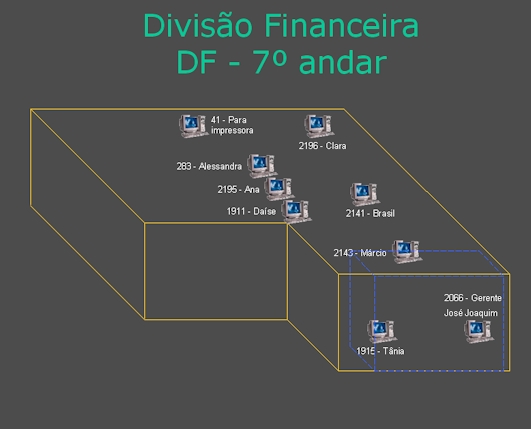 Divisão Financeira
DF - 7º andar
41 - Para
impressora
2196 - Clara
283 - Alessandra
2195 - Ana
1911 - Daíse
2141 - Brasil
2143 - Márcio
2066 - Gerente
José Joaquim
1915 - Tânia